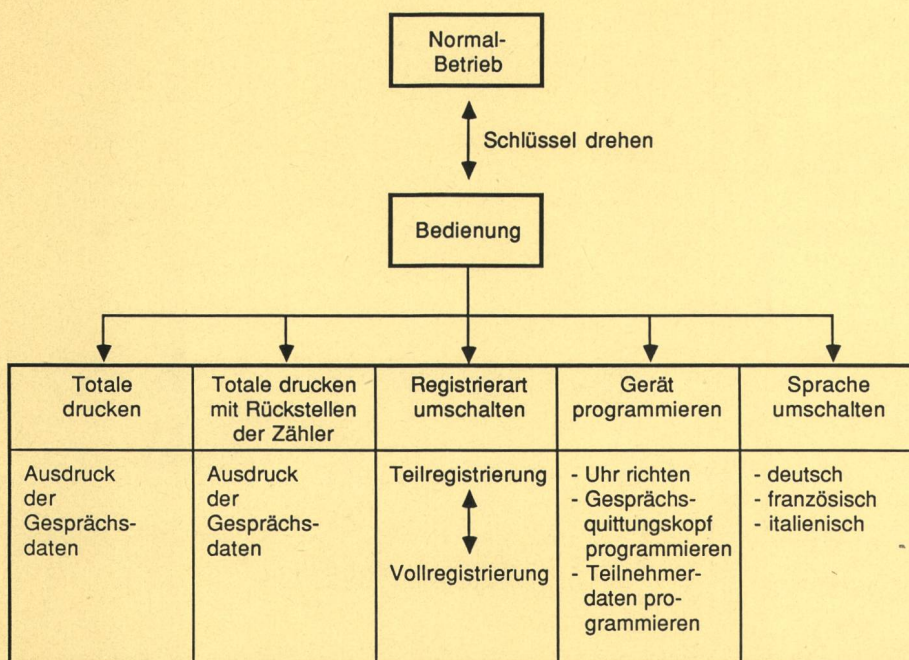 Normal-
Betrieb
Schlüssel drehen
Bedienung
Totale
drucken
Totale drucken
mit Rückstellen
der Zähler
Registrierart
umschalten
Gerät
programmieren
Sprache
umschalten
Ausdruck
der
Gesprächs-
daten
Ausdruck
der
Gesprächs-
daten
Teilregistrierung
Vollregistrierung
- Uhr richten
- Gesprächs-
quittungskopf
programmieren
- Teilnehmer-
daten pro-
grammieren
- deutsch
- französisch
- italienisch